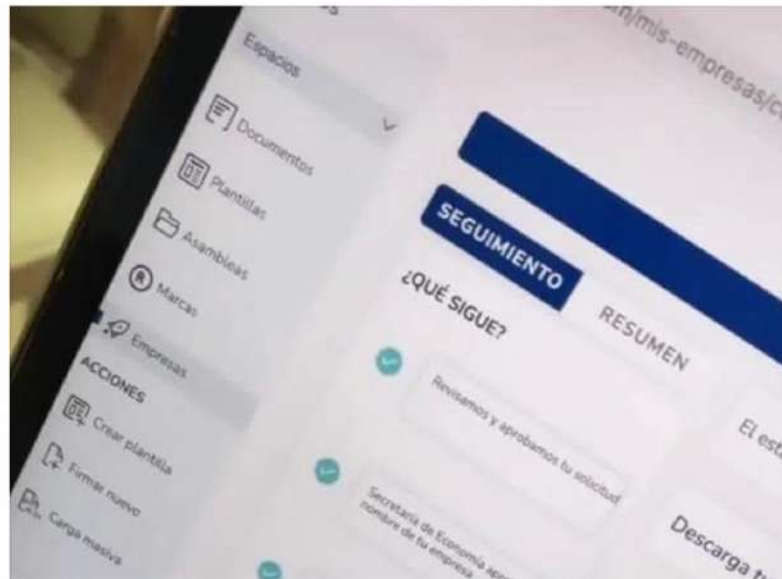 Espacios
Documentos
Plantillas
Asambleas
Marcas
Empresas
ACCIONES
Crear plantilla
Firmar nuevo
Carga masiva
/mis-empresas/
SEGUIMIENTO
RESUMEN
¿QUÉ SIGUE?
Revisamos y aprobamos tu solicitud
Secretaría de Economía
nombre de tu empresa
El
Descarga